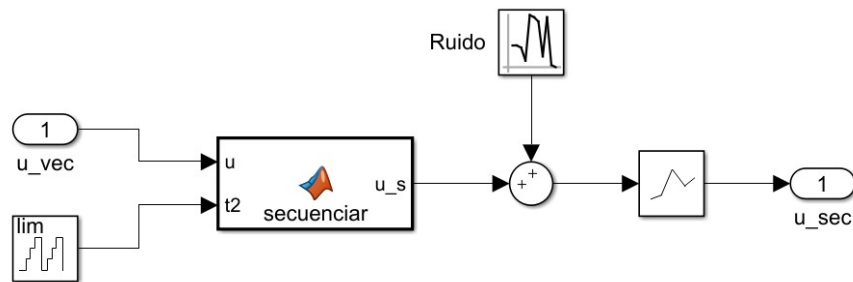 Ruido
1
u_vec
lim
u
t2
u_s
secuenciar
+
+
1
u_sec